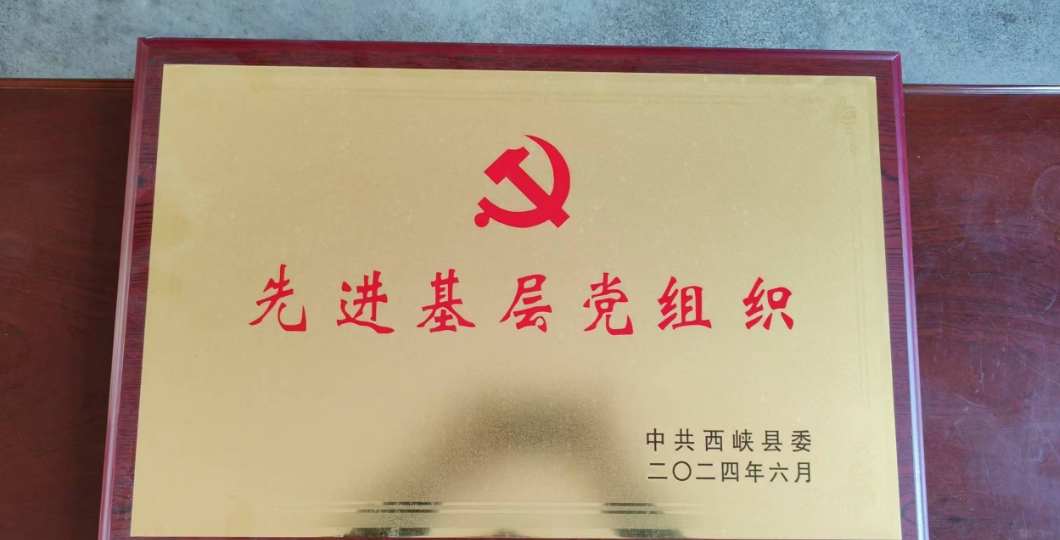 先进基层党组织
中共西峡县委
二〇二四年六月